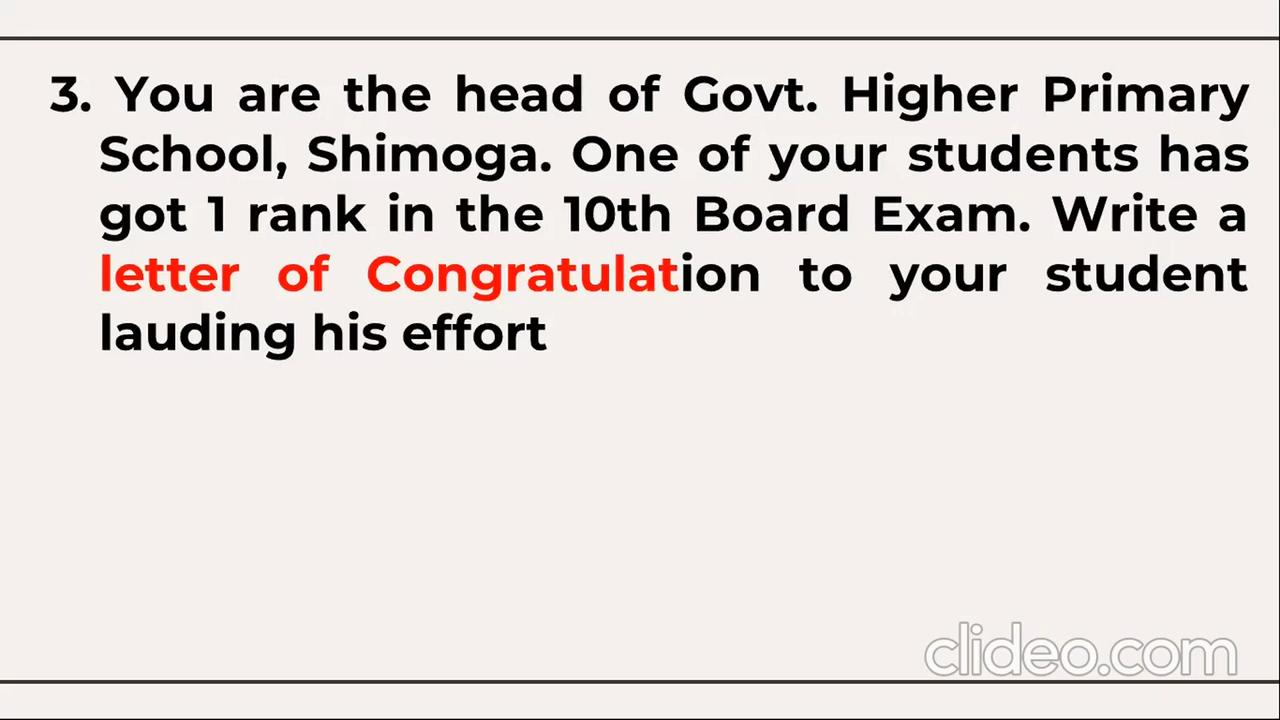 3. You are the head of Govt. Higher Primary
School, Shimoga. One of your students has
got 1 rank in the 10th Board Exam. Write a
letter of Congratulation to your student
lauding his effort
clideo.com